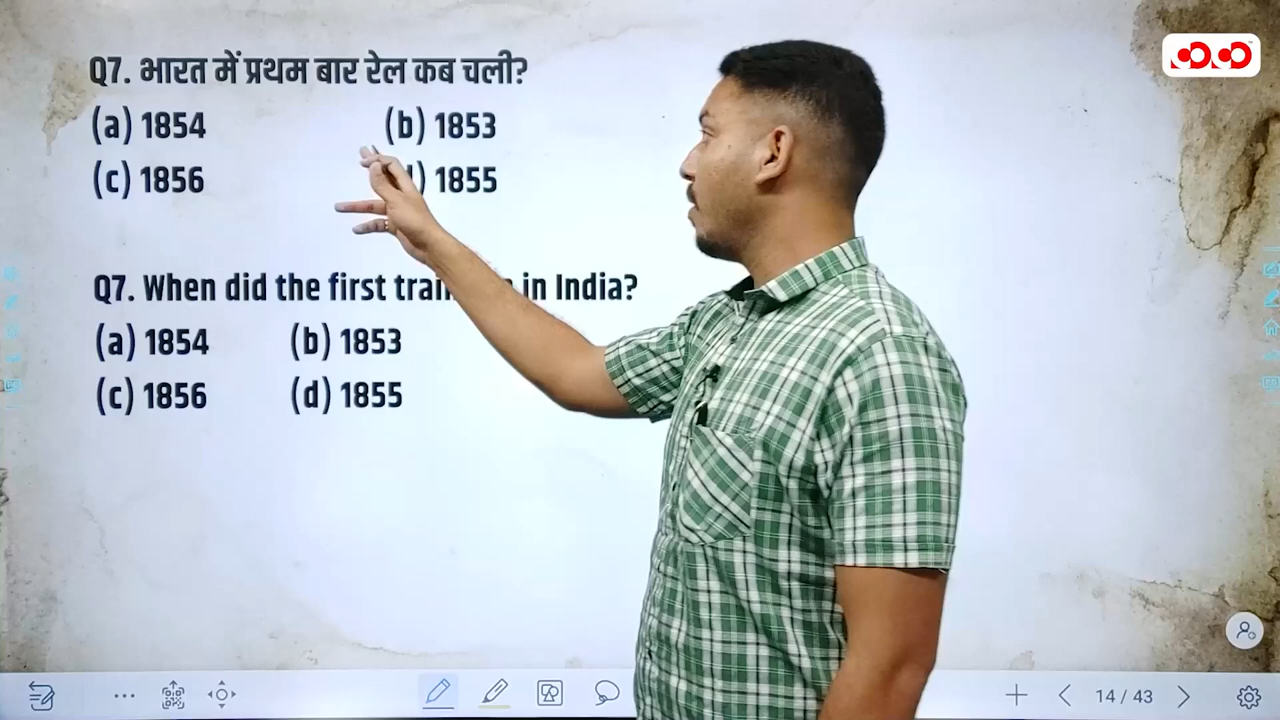 Q7. भारत में प्रथम बार रेल कब चली?
(a) 1854 (b) 1853
(c) 1856 1855
Q7. When did the first train in India?
(a) 1854 (b) 1853
(c) 1856 (d) 1855
14 / 43